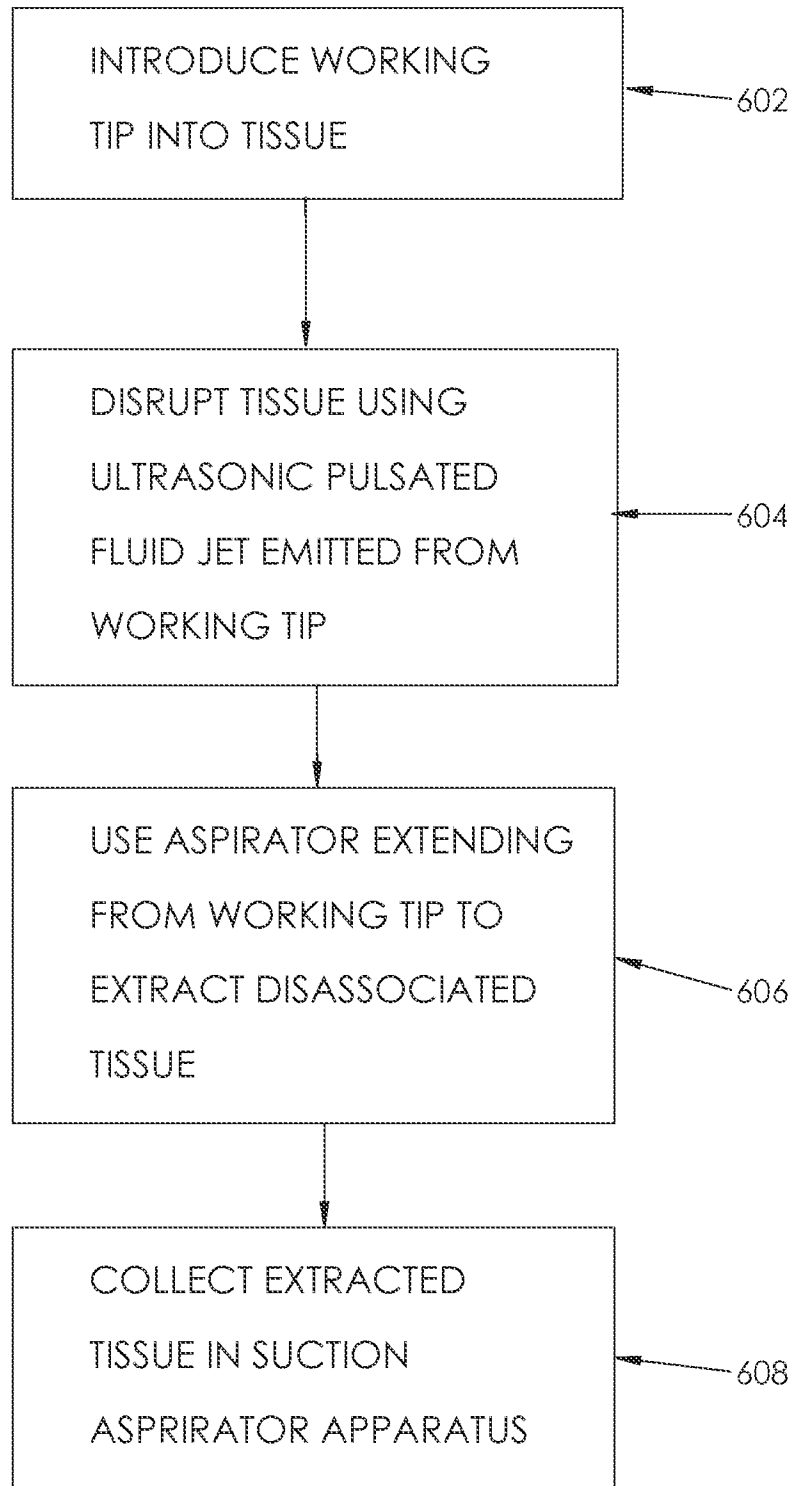 INTRODUCE WORKING
TIP INTO TISSUE
602
DISRUPT TISSUE USING
ULTRASONIC PULSATED
FLUID JET EMITTED FROM
WORKING TIP
604
USE ASPIRATOR EXTENDING
FROM WORKING TIP TO
EXTRACT DISASSOCIATED
TISSUE
606
COLLECT EXTRACTED
TISSUE IN SUCTION
ASPRIRATOR APPARATUS
608